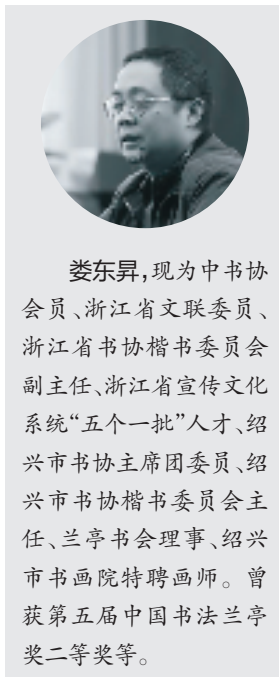 娄东昇，现为中书协
会员、浙江省文联委员、
浙江省书协楷书委员会
副主任、浙江省宣传文化
系统“五个一批”人才、绍
兴市书协主席团委员、绍
兴市书协楷书委员会主
任、兰亭书会理事、绍兴
市书画院特聘画师。曾
获第五届中国书法兰亭
奖二等奖等。